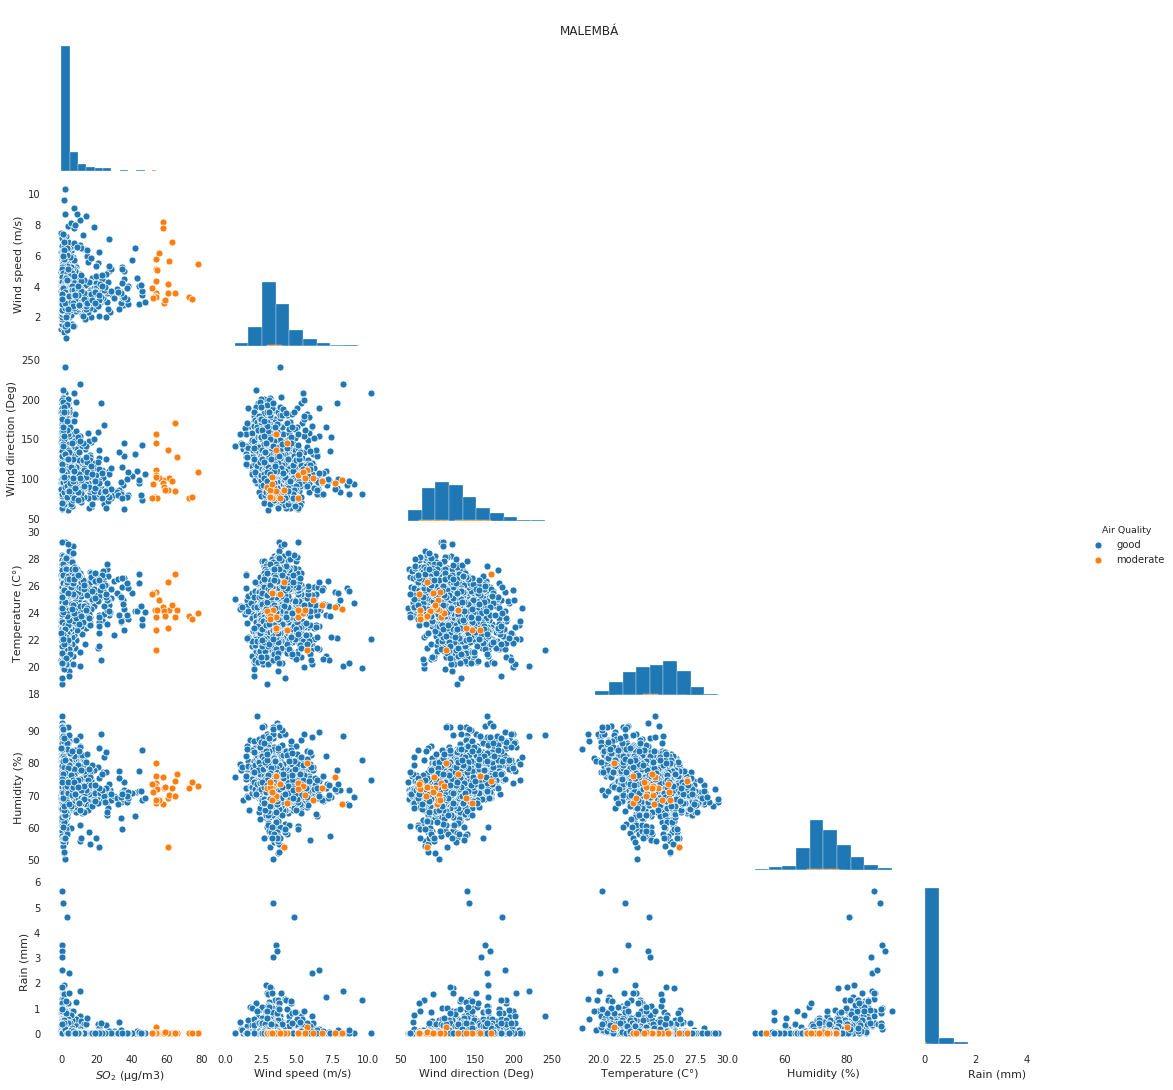 MALEMBÁ
Wind speed (m/s)
10
8
6
4
2
Wind direction (Deg)
250
200
150
100
50
Temperature (C°)
30
28
26
24
22
20
18
Humidity (%)
90
80
70
60
50
Rain (mm)
6
5
4
3
2
1
0
0 20 40 60 80
SO2 (µg/m3)
0.0 2.5 5.0 7.5 10.0
Wind speed (m/s)
50 100 150 200 250
Wind direction (Deg)
20.0 22.5 25.0 27.5 30.0
Temperature (C°)
60 80
Humidity (%)
0 2 4
Rain (mm)
Air Quality
good
moderate